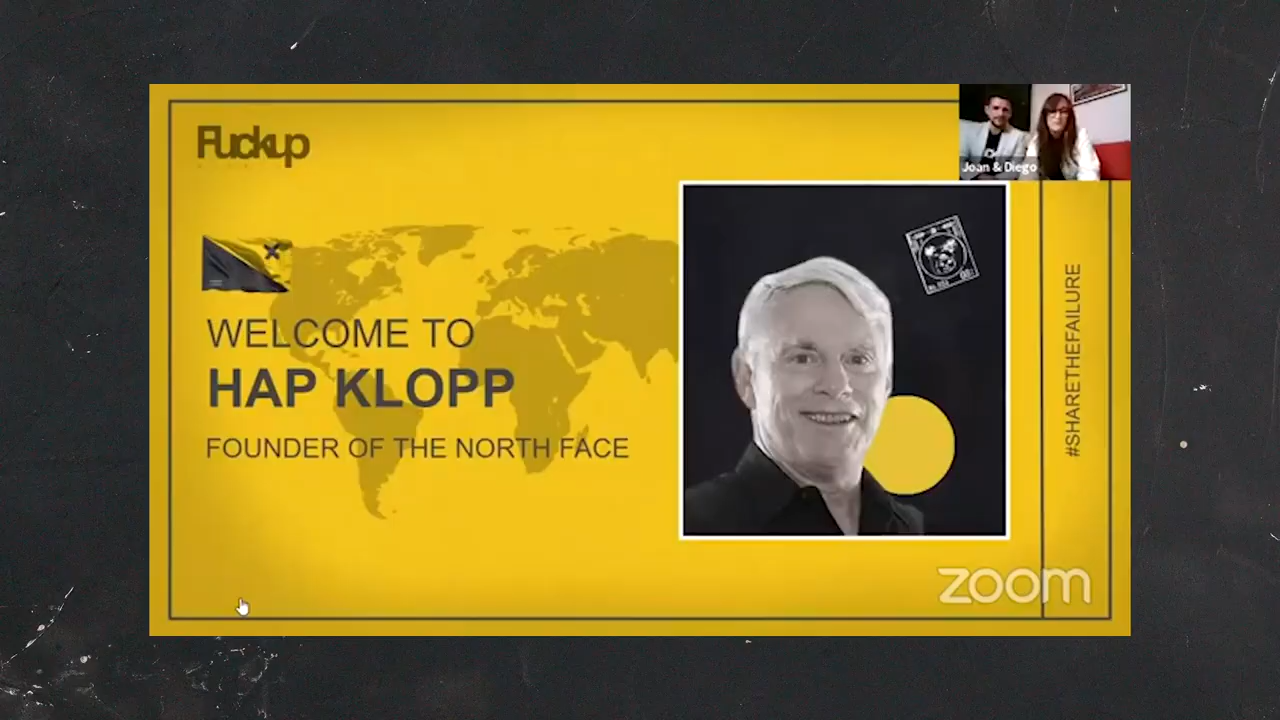 Fuckup
Joan & Diego
WELCOME TO
HAP KLOPP
FOUNDER OF THE NORTH FACE
#SHARETHEFAILURE
zoom